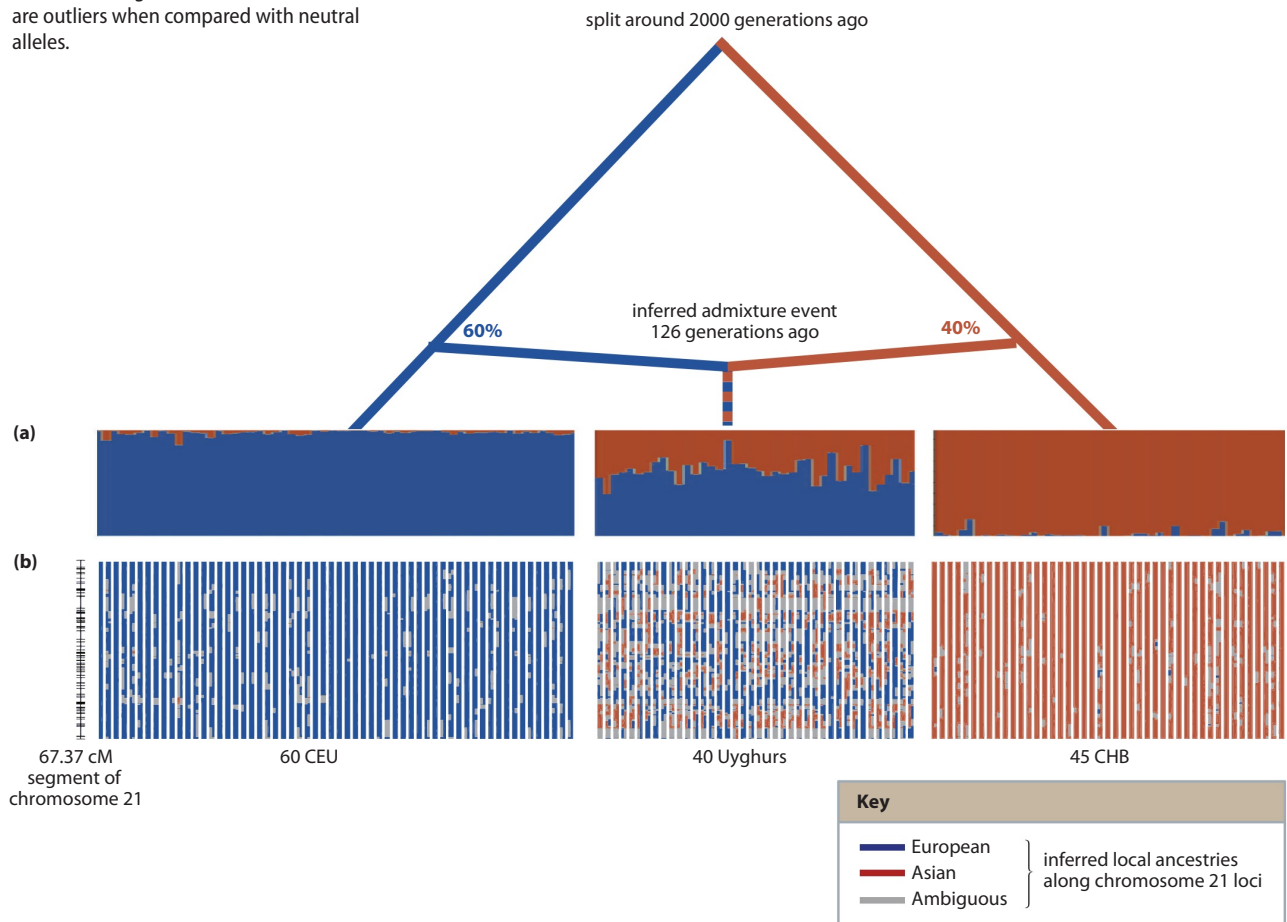 are outliers when compared with neutral
alleles.
split around 2000 generations ago
inferred admixture event
126 generations ago
60%
40%
(a)
(b)
67.37 cM
segment of
chromosome 21
60 CEU
40 Uyghurs
45 CHB
Key
European
Asian
Ambiguous
inferred local ancestries
along chromosome 21 loci